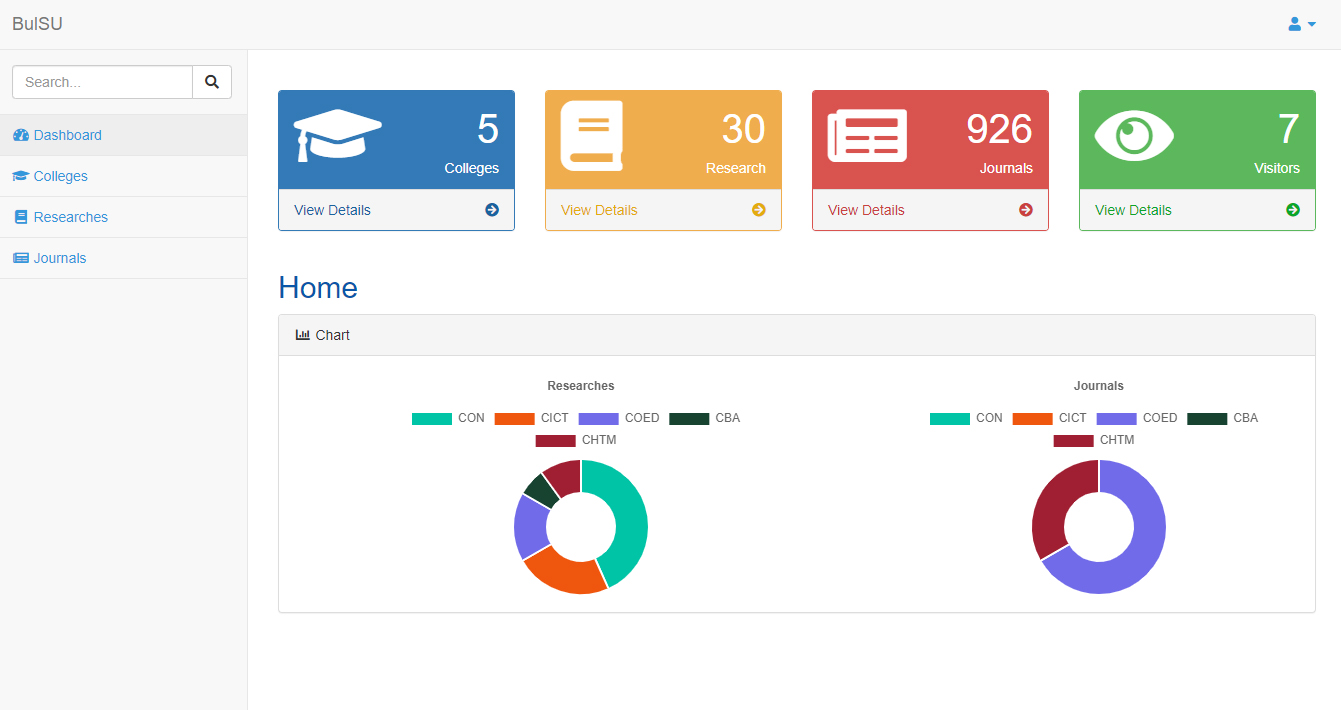 BulSU
Search...
Dashboard
Colleges
Researches
Journals
5
Colleges
View Details
30
Research
View Details
926
Journals
View Details
7
Visitors
View Details
Home
Chart
Researches
CON CICT COED CBA
CHTM
Journals
CON CICT COED CBA
CHTM